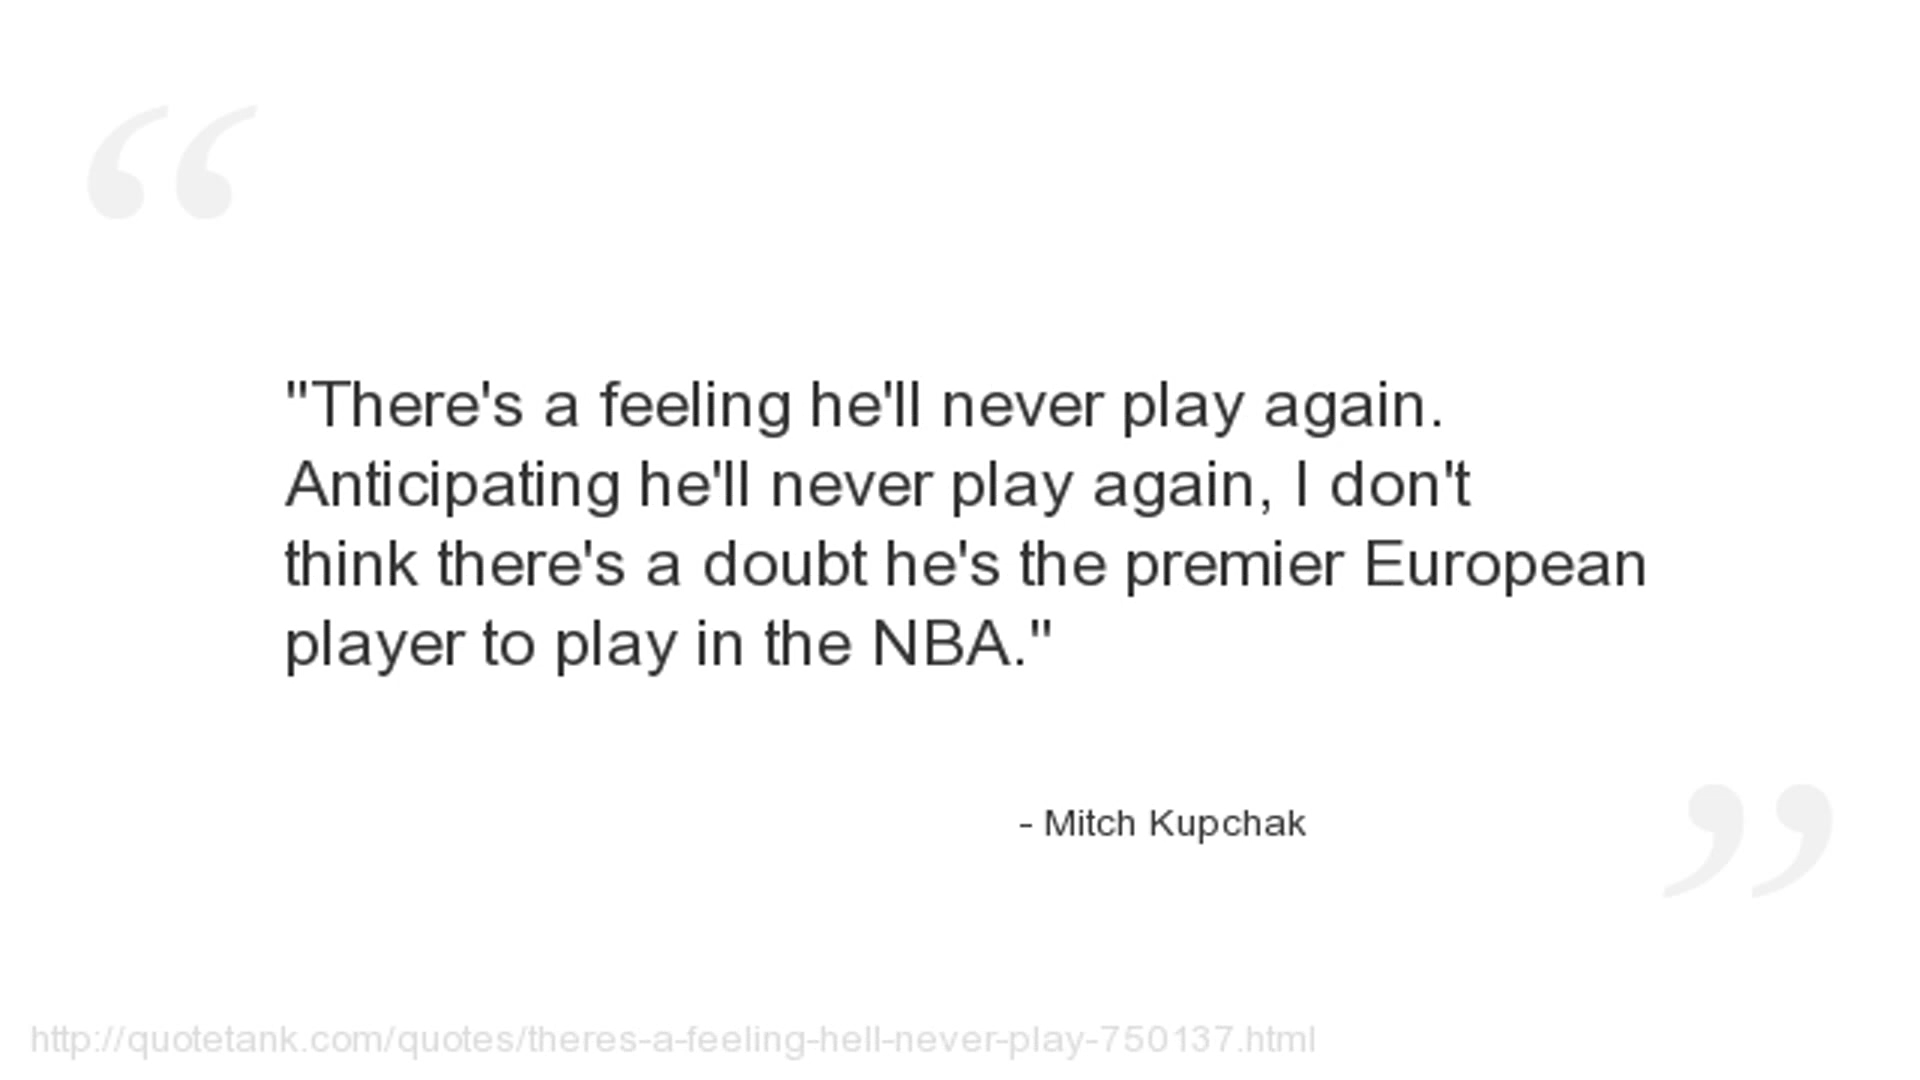 "There's a feeling he'll never play again.
Anticipating he'll never play again, I don't
think there's a doubt he's the premier European
player to play in the NBA."
- Mitch Kupchak
http://quotetank.com/quotes/theres-a-feeling-hell-never-play-750137.html